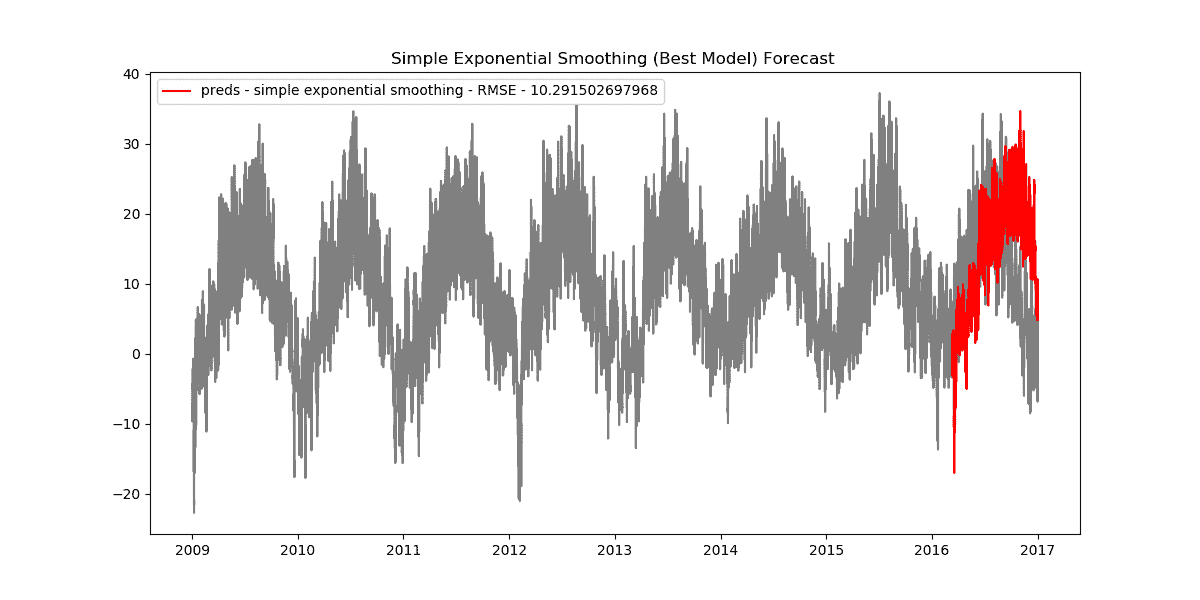 Simple Exponential Smoothing (Best Model) Forecast
preds - simple exponential smoothing - RMSE - 10.291502697968
40
30
20
10
0
−10
−20
2009 2010 2011 2012 2013 2014 2015 2016 2017